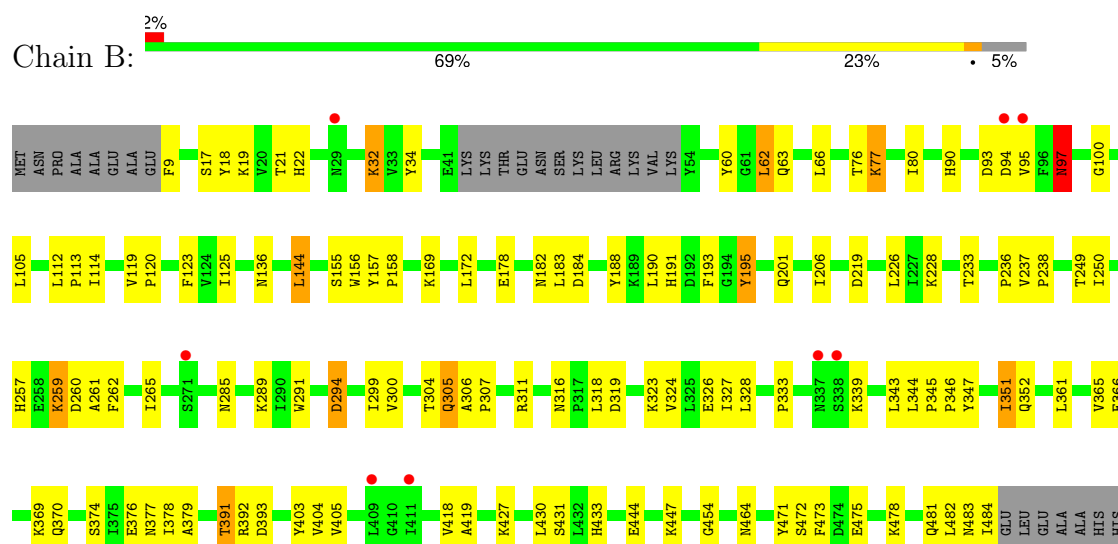 2%
Chain B:
69% 23% • 5%
MET ASN PRO ALA ALA GLU ALA GLU F9 S17 Y18 K19 V20 T21 H22 N29 K32 V33 Y34 E41 LYS LYS THR GLU ASN SER LEU ARG LYS VAL LYS Y54 Y60 G61 L62 Q63 L66 T76 K77 I80 H90 D93 D94 V95 F96 N97 G100
L105 L112 P113 I114 V119 P120 F123 V124 I125 N136 L144 S155 W156 Y157 P158 K169 L172 E178 N182 L183 D184 Y188 K189 L190 H191 D192 F193 G194 Y195 Q201 I206 D219 L226 I227 K228 T233 P236 V237 P238 T249 I250
H257 E258 K259 D260 A261 F262 I265 S271 N285 K289 I290 W291 D294 I299 V300 T304 Q305 A306 P307 R311 N316 P317 L318 D319 K323 V324 L325 E326 I327 L328 P333 N337 S338 K339 L343 L344 P345 P346 Y347 I351 Q352 L361 V365
K369 Q370 S374 I375 E376 N377 I378 A379 T391 R392 D393 Y403 V404 V405 L409 G410 I411 V418 A419 K427 L430 S431 L432 H433 E444 K447 G454 N464 Y471 S472 F473 D474 E475 K478 Q481 L482 N483 I484 GLU LEU GLU ALA ALA HIS